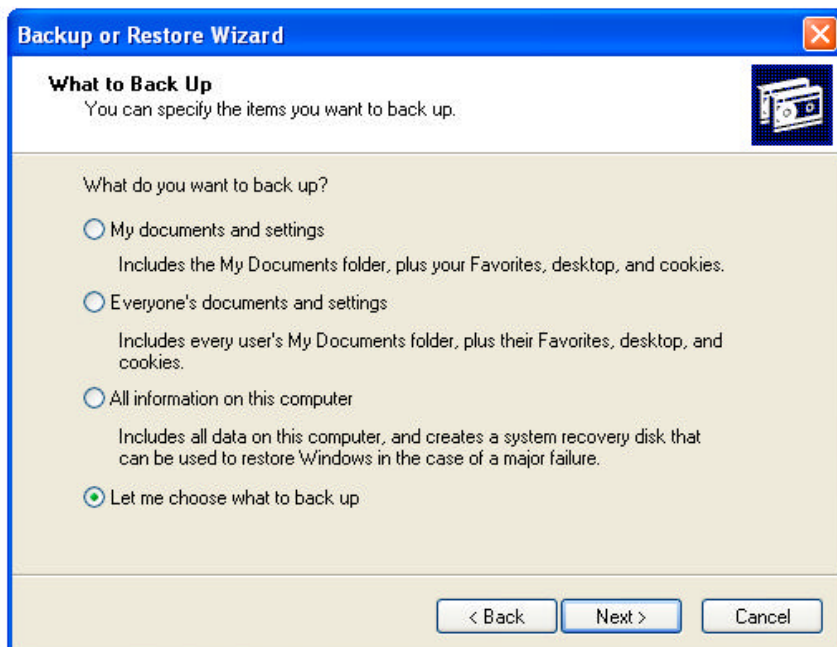 Backup or Restore Wizard
What to Back Up
You can specify the items you want to back up.
What do you want to back up?
My documents and settings
Includes the My Documents folder, plus your Favorites, desktop, and cookies.
Everyone's documents and settings
Includes every user's My Documents folder, plus their Favorites, desktop, and
cookies.
All information on this computer
Includes all data on this computer, and creates a system recovery disk that
can be used to restore Windows in the case of a major failure.
Let me choose what to back up
< Back
Next >
Cancel